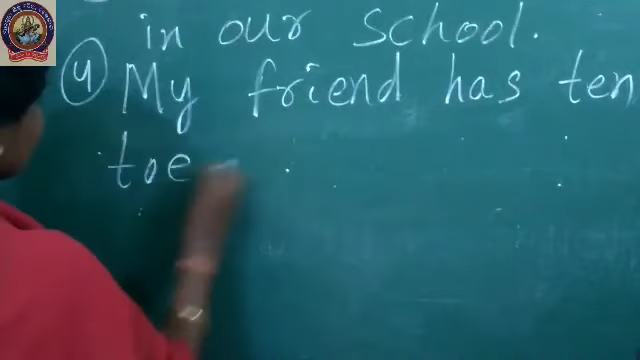 in our school.
④ My friend has ten
toe